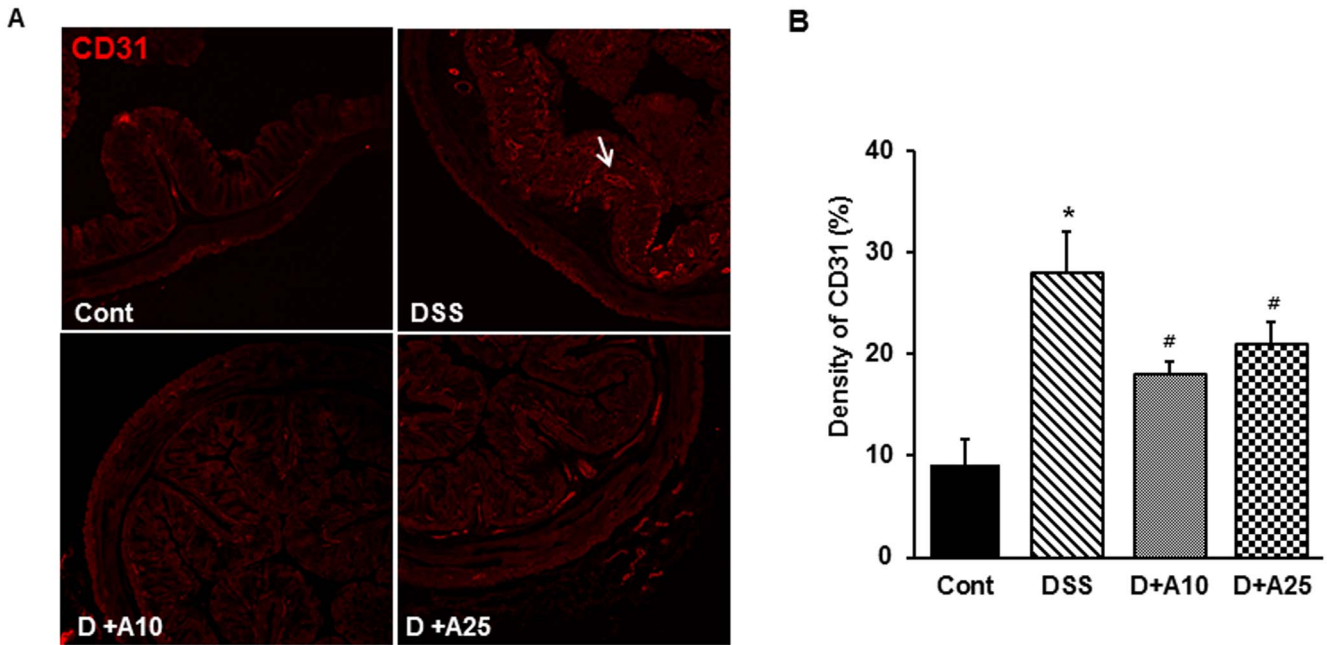 A
CD31
Cont
DSS
D +A10
D +A25
B
Density of CD31 (%)
40
30
20
10
0
*
#
#
Cont DSS D+A10 D+A25